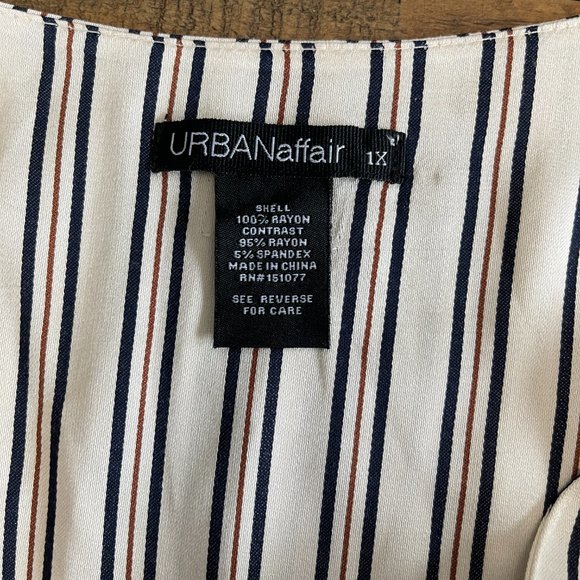 URBANaffair 1X
SHELL
100% RAYON
CONTRAST
95% RAYON
5% SPANDEX
MADE IN CHINA
RN#151077
SEE REVERSE
FOR CARE